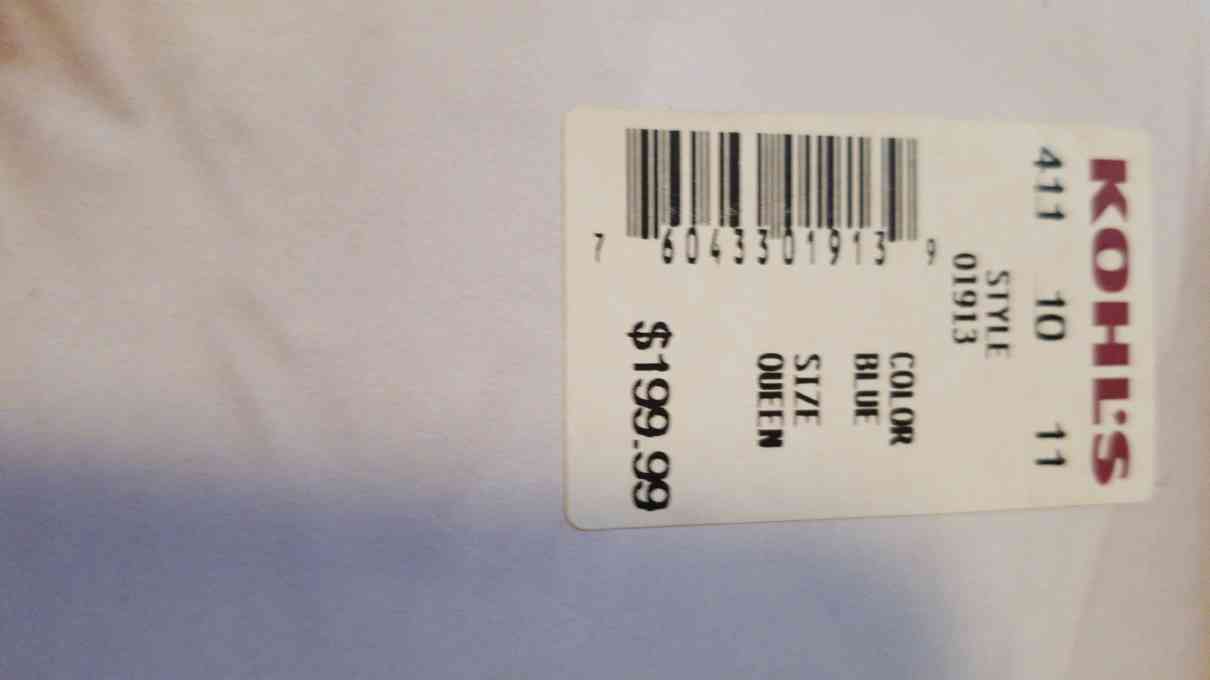 KOHL'S
411 10 11
STYLE
01913
COLOR
BLUE
SIZE
QUEEN
7 60433 01913 9
$199.99